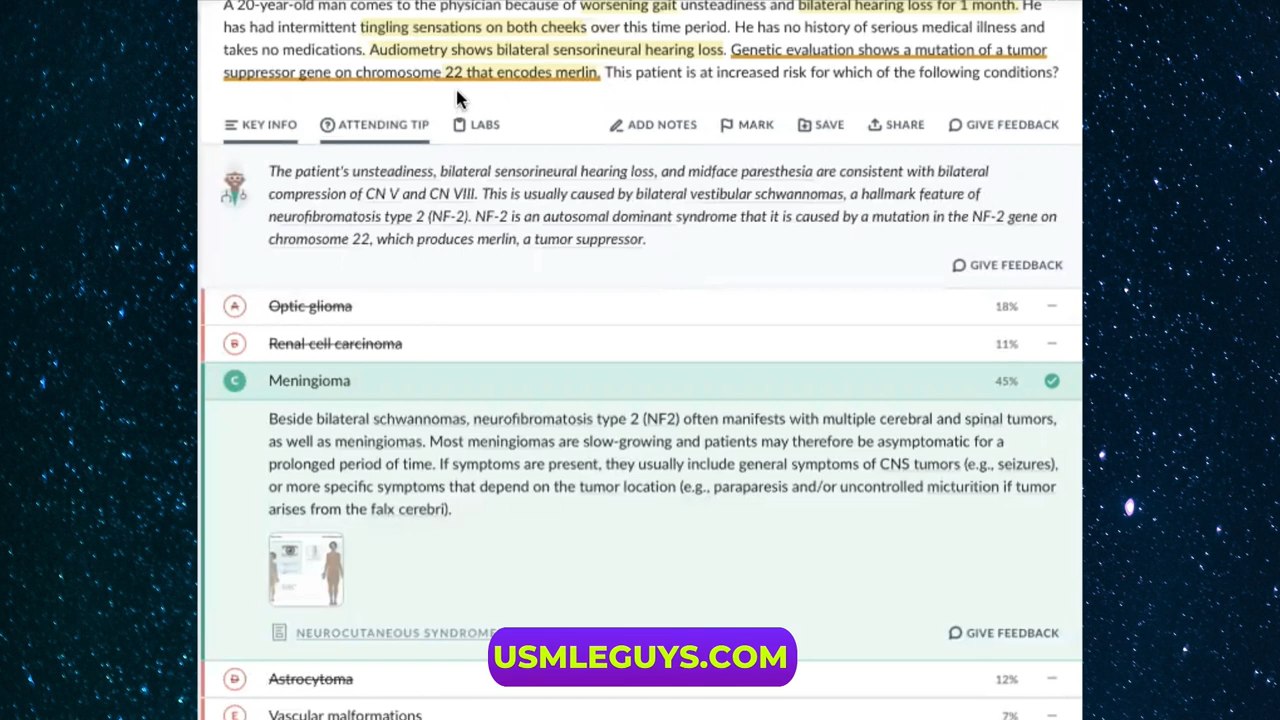 A 20-year-old man comes to the physician because of worsening gait unsteadiness and bilateral hearing loss for 1 month. He
has had intermittent tingling sensations on both cheeks over this time period. He has no history of serious medical illness and
takes no medications. Audiometry shows bilateral sensorineural hearing loss. Genetic evaluation shows a mutation of a tumor
suppressor gene on chromosome 22 that encodes merlin. This patient is at increased risk for which of the following conditions?
KEY INFO ATTENDING TIP LABS ADD NOTES MARK SAVE SHARE GIVE FEEDBACK
The patient's unsteadiness, bilateral sensorineural hearing loss, and midface paresthesia are consistent with bilateral
compression of CN V and CN VIII. This is usually caused by bilateral vestibular schwannomas, a hallmark feature of
neurofibromatosis type 2 (NF-2). NF-2 is an autosomal dominant syndrome that it is caused by a mutation in the NF-2 gene on
chromosome 22, which produces merlin, a tumor suppressor.
GIVE FEEDBACK
A Optic glioma 18%
B Renal cell carcinoma 11%
C Meningioma 45%
Beside bilateral schwannomas, neurofibromatosis type 2 (NF2) often manifests with multiple cerebral and spinal tumors,
as well as meningiomas. Most meningiomas are slow-growing and patients may therefore be asymptomatic for a
prolonged period of time. If symptoms are present, they usually include general symptoms of CNS tumors (e.g., seizures),
or more specific symptoms that depend on the tumor location (e.g., paraparesis and/or uncontrolled micturition if tumor
arises from the falx cerebri).
NEUROCUTANEOUS SYNDROME GIVE FEEDBACK
USMLEGUYS.COM
D Astrocytoma 12%
E Vascular malformations 7%